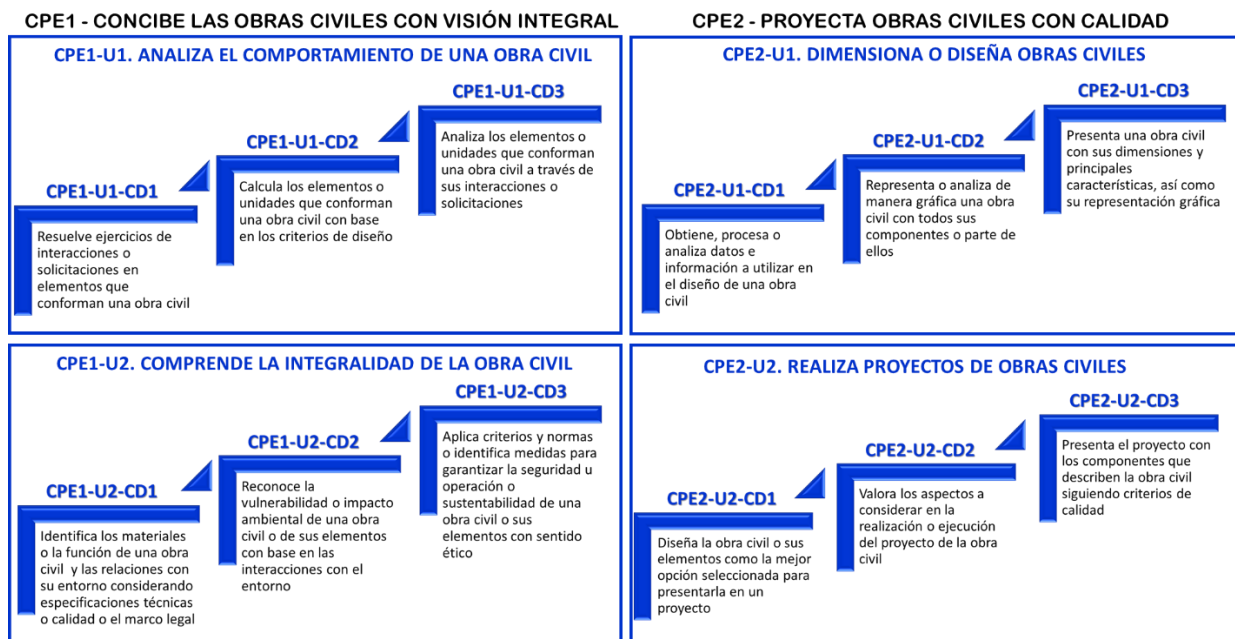 CPE1 - CONCIBE LAS OBRAS CIVILES CON VISIÓN INTEGRAL
CPE1-U1. ANALIZA EL COMPORTAMIENTO DE UNA OBRA CIVIL
CPE1-U1-CD1
Resuelve ejercicios de
interacciones o
solicitaciones en
elementos que
conforman una obra civil
CPE1-U1-CD2
Calcula los elementos o
unidades que conforman
una obra civil con base
en los criterios de diseño
CPE1-U1-CD3
Analiza los elementos o
unidades que conforman
una obra civil a través de
sus interacciones o
solicitaciones
CPE2 - PROYECTA OBRAS CIVILES CON CALIDAD
CPE2-U1. DIMENSIONA O DISEÑA OBRAS CIVILES
CPE2-U1-CD1
Obtiene, procesa o
analiza datos e
información a utilizar en
el diseño de una obra
civil
CPE2-U1-CD2
Representa o analiza de
manera gráfica una obra
civil con todos sus
componentes o parte de
ellos
CPE2-U1-CD3
Presenta una obra civil
con sus dimensiones y
principales
características, así como
su representación gráfica
CPE1-U2. COMPRENDE LA INTEGRALIDAD DE LA OBRA CIVIL
CPE1-U2-CD1
Identifica los materiales
o la función de una obra
civil y las relaciones con
su entorno considerando
especificaciones técnicas
o calidad o el marco legal
CPE1-U2-CD2
Reconoce la
vulnerabilidad o impacto
ambiental de una obra
civil o de sus elementos
con base en las
interacciones con el
entorno
CPE1-U2-CD3
Aplica criterios y normas
o identifica medidas para
garantizar la seguridad u
operación o
sustentabilidad de una
obra civil o sus
elementos con sentido
ético
CPE2-U2. REALIZA PROYECTOS DE OBRAS CIVILES
CPE2-U2-CD1
Diseña la obra civil o sus
elementos como la mejor
opción seleccionada para
presentarla en un
proyecto
CPE2-U2-CD2
Valora los aspectos a
considerar en la
realización o ejecución
del proyecto de la obra
civil
CPE2-U2-CD3
Presenta el proyecto con
los componentes que
describen la obra civil
siguiendo criterios de
calidad